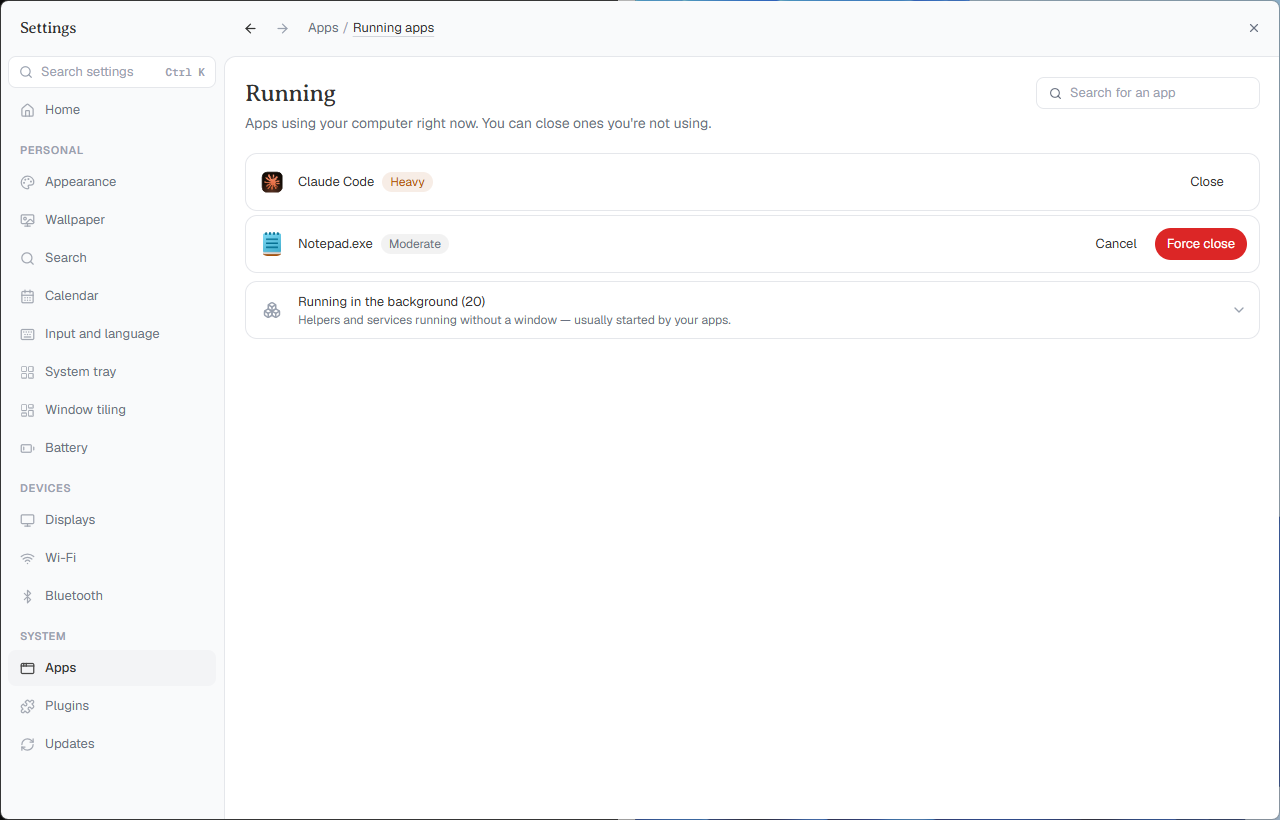 Settings
Apps / Running apps
Search settings Ctrl K
Home
PERSONAL
Appearance
Wallpaper
Search
Calendar
Input and language
System tray
Window tiling
Battery
DEVICES
Displays
Wi-Fi
Bluetooth
SYSTEM
Apps
Plugins
Updates
Running
Search for an app
Apps using your computer right now. You can close ones you're not using.
Claude Code Heavy Close
Notepad.exe Moderate Cancel Force close
Running in the background (20)
Helpers and services running without a window — usually started by your apps.